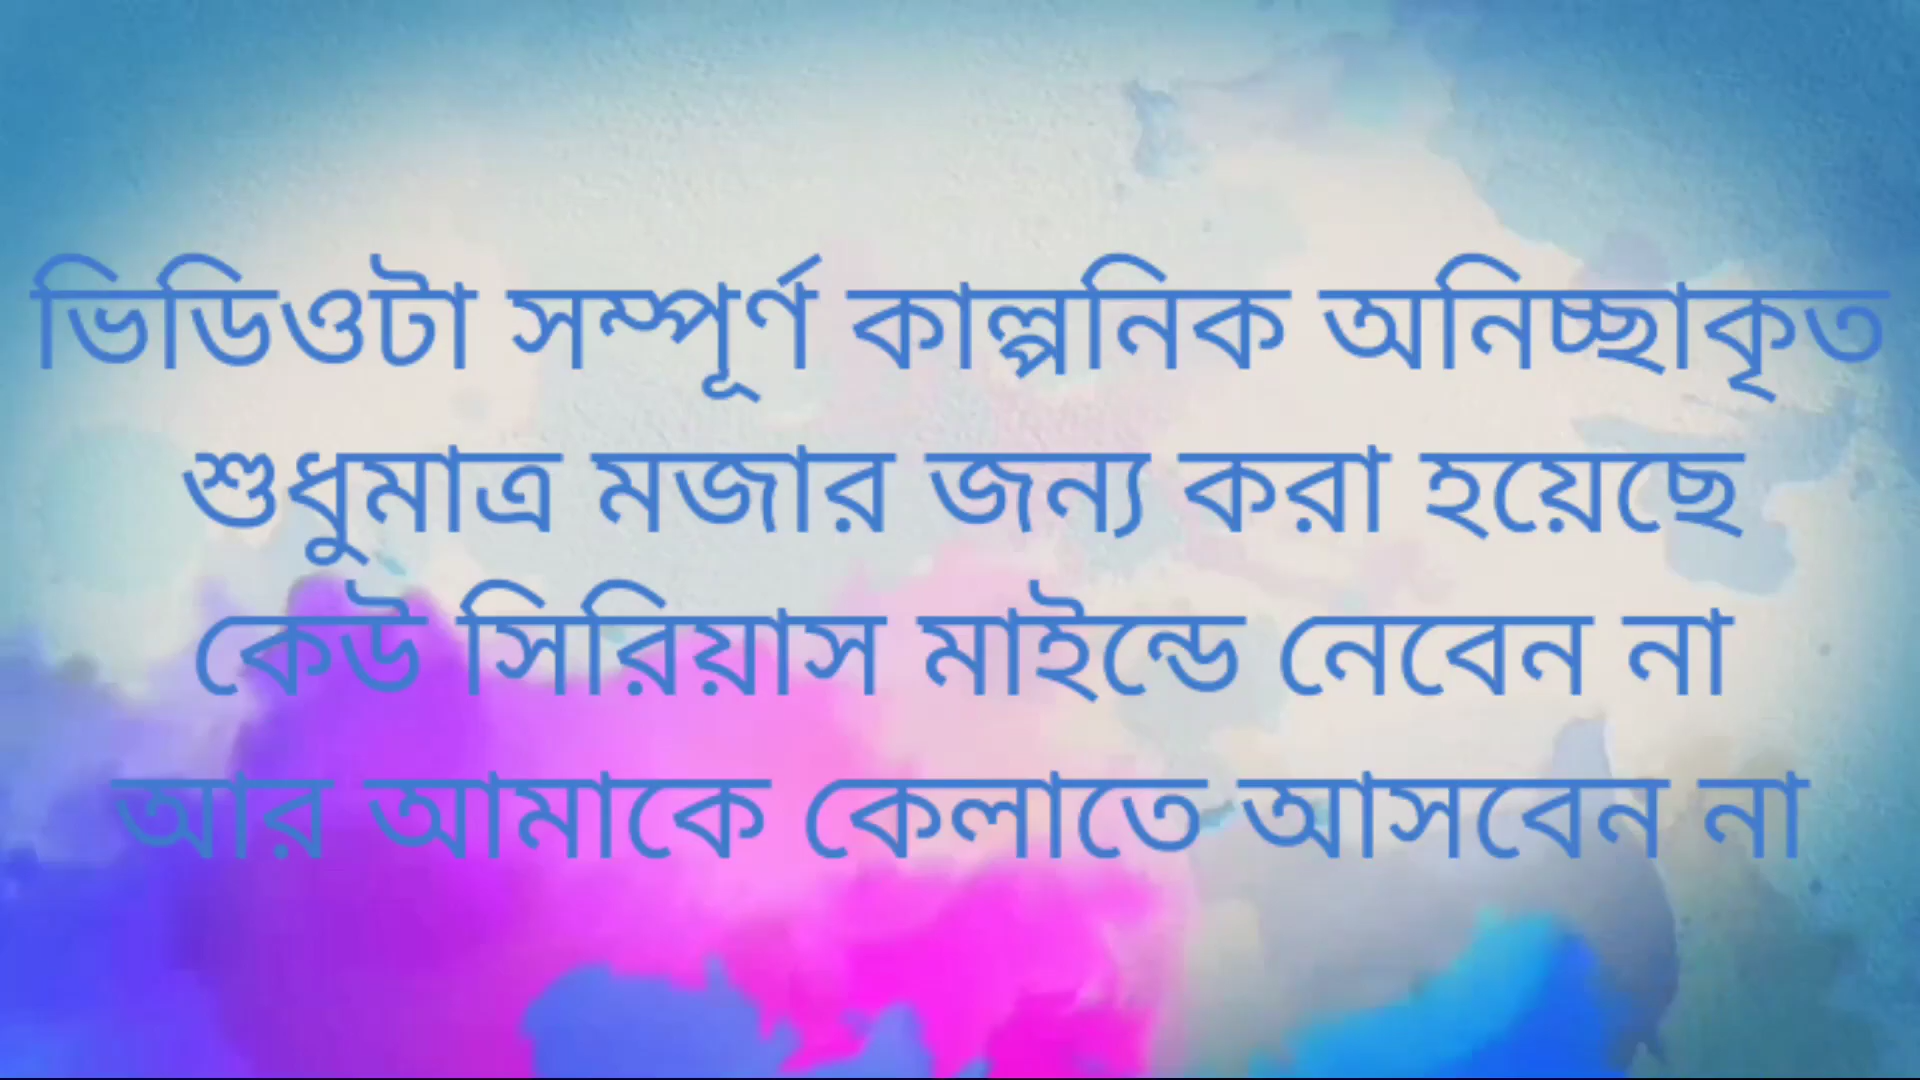 ভিডিওটা সম্পূর্ণ কাল্পনিক অনিচ্ছাকৃত
শুধুমাত্র মজার জন্য করা হয়েছে
কেউ সিরিয়াস মাইন্ডে নেবেন না
আর আমাকে কেলাতে আসবেন না